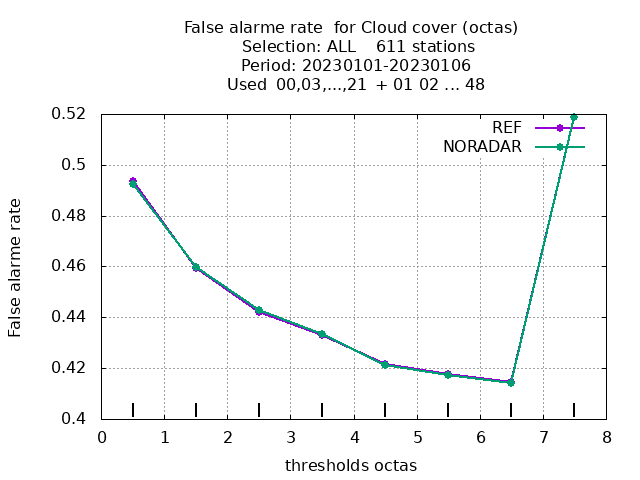 False alarme rate  for Cloud cover (octas)
Selection: ALL    611 stations
Period: 20230101-20230106
Used  00,03,...,21  + 01 02 ... 48
REF
NORADAR
0.52
0.5
0.48
0.46
0.44
0.42
0.4
False alarme rate
0 1 2 3 4 5 6 7 8
thresholds octas